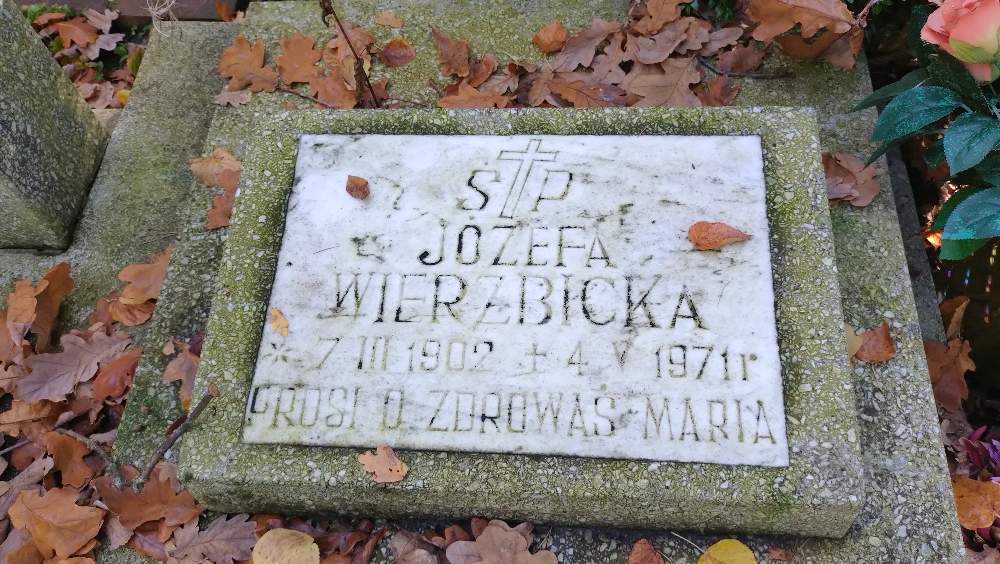 S P
JÓZEFA
WIERZBICKA
* 7 III 1902 + 4 V 1971 r
PROSI O ZDROWAŚ MARIA